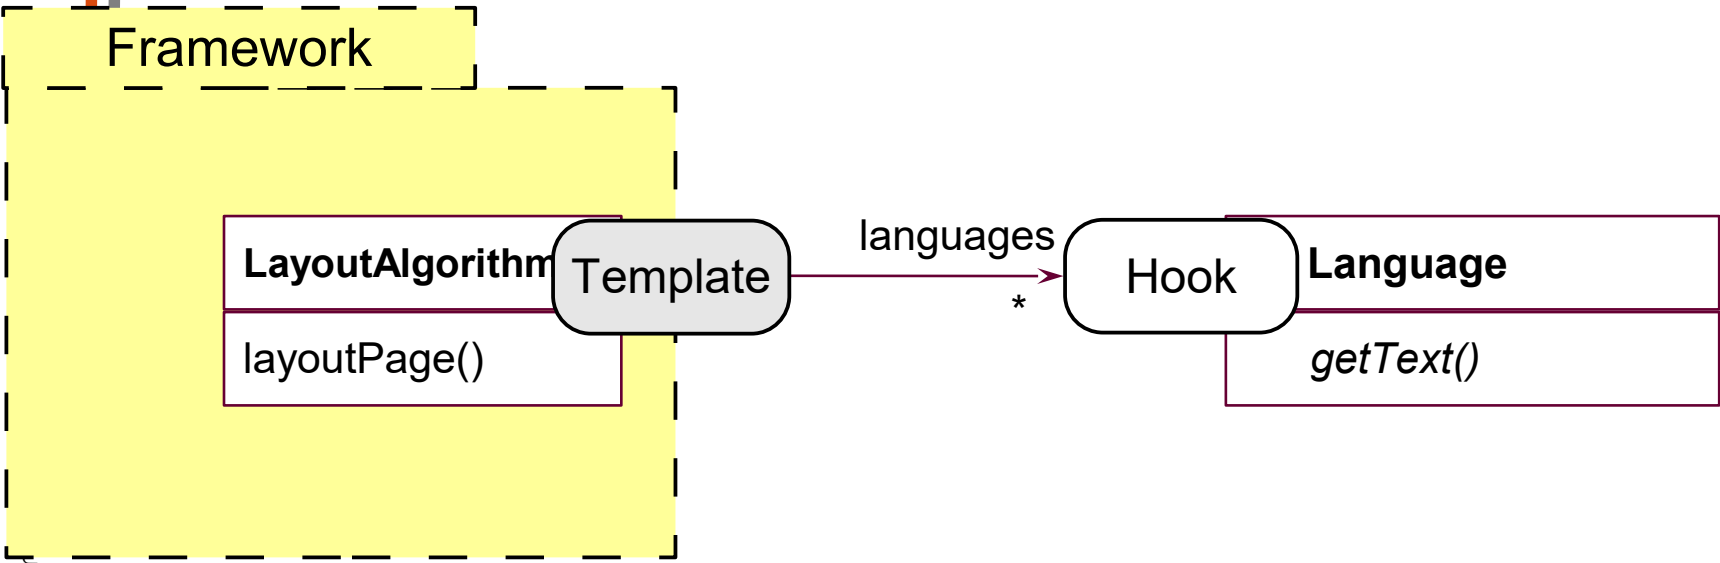 Framework
LayoutAlgorithm
Template
languages
*
Hook
Language
layoutPage()
getText()